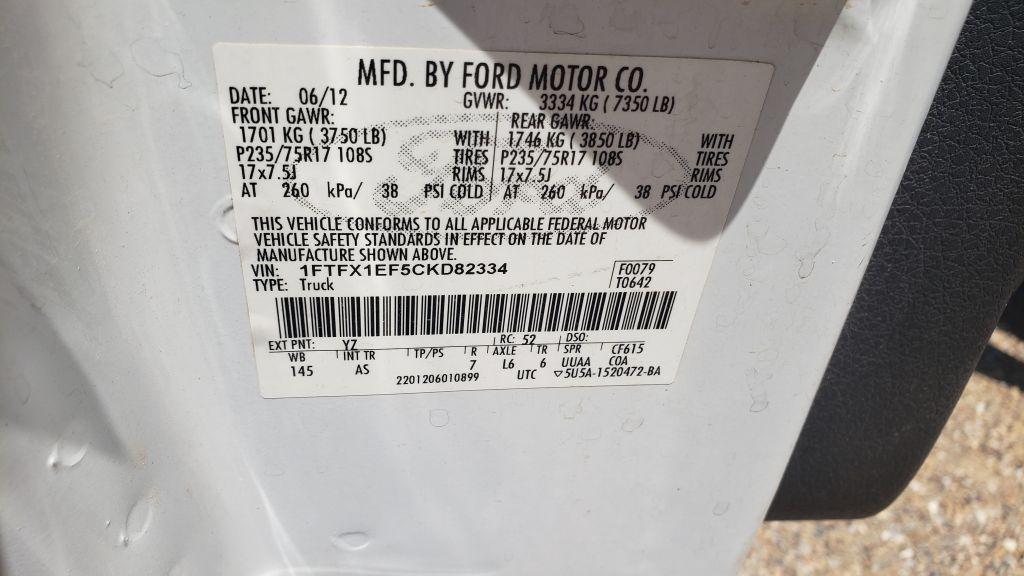 MFD. BY FORD MOTOR CO.
DATE: 06/12 GVWR: 3334 KG ( 7350 LB)
FRONT GAWR: REAR GAWR:
1701 KG ( 3750 LB) WITH 1746 KG ( 3850 LB) WITH
P235/75R17 108S TIRES P235/75R17 108S TIRES
17x7.5J RIMS 17x7.5J RIMS
AT 260 kPa/ 38 PSI COLD AT 260 kPa/ 38 PSI COLD
THIS VEHICLE CONFORMS TO ALL APPLICABLE FEDERAL MOTOR
VEHICLE SAFETY STANDARDS IN EFFECT ON THE DATE OF
MANUFACTURE SHOWN ABOVE.
VIN: 1FTFX1EF5CKD82334 F0079
TYPE: Truck T0642
EXT PNT: YZ RC: 52 DSO:
WB INT TR TP/PS R AXLE TR SPR CF615
145 AS 7 L6 6 UUAA COA
2201206010899 UTC ▽5U5A-1520472-BA